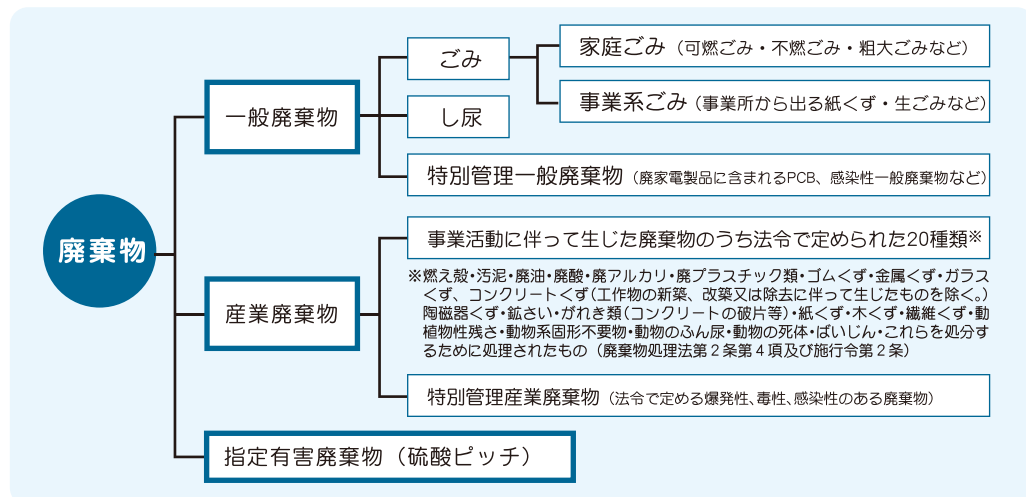 廃棄物
一般廃棄物
ごみ
家庭ごみ（可燃ごみ・不燃ごみ・粗大ごみなど）
事業系ごみ（事業所から出る紙くず・生ごみなど）
し尿
特別管理一般廃棄物（廃家電製品に含まれるPCB、感染性一般廃棄物など）
産業廃棄物
事業活動に伴って生じた廃棄物のうち法令で定められた20種類※
※燃え殻・汚泥・廃油・廃酸・廃アルカリ・廃プラスチック類・ゴムくず・金属くず・ガラス
くず、コンクリートくず（工作物の新築、改築又は除去に伴って生じたものを除く。）
陶磁器くず・鉱さい・がれき類（コンクリートの破片等）・紙くず・木くず・繊維くず・動
植物性残さ・動物系固形不要物・動物のふん尿・動物の死体・ばいじん・これらを処分す
るために処理されたもの（廃棄物処理法第２条第４項及び施行令第２条）
特別管理産業廃棄物（法令で定める爆発性、毒性、感染性のある廃棄物）
指定有害廃棄物（硫酸ピッチ）